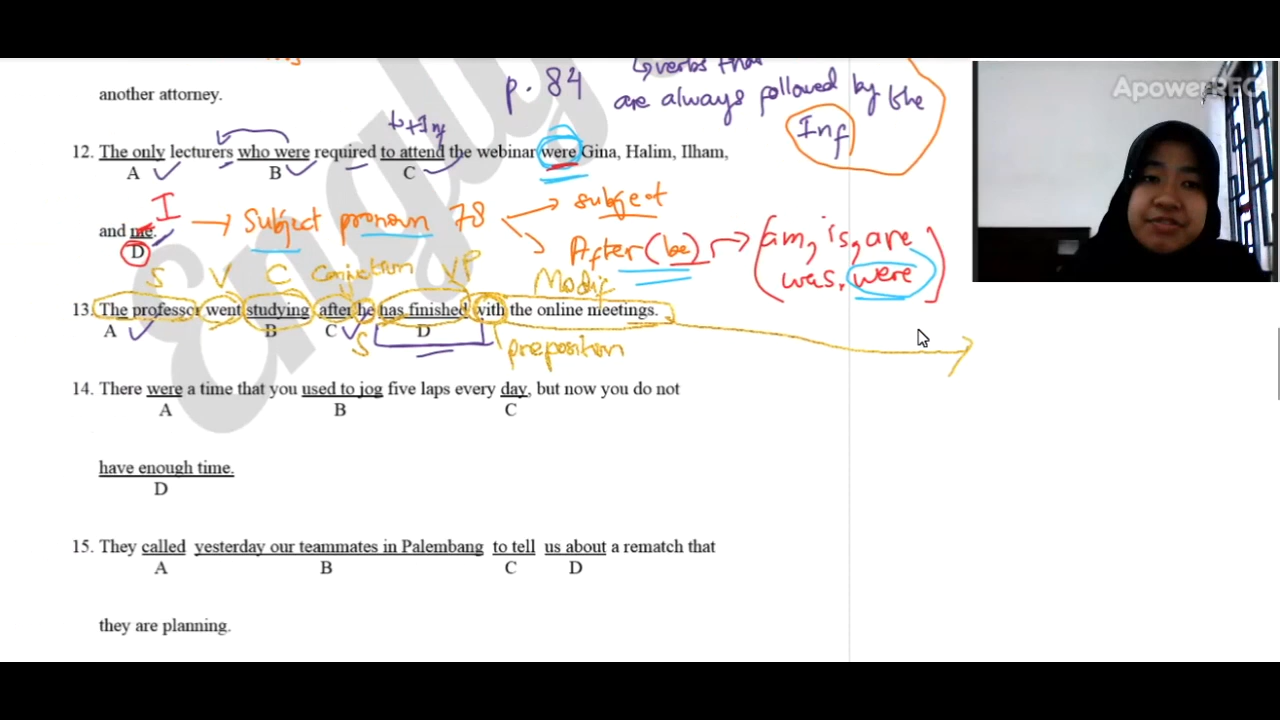 p. 84
↳verbs that
are always followed by the
Inf
ApowerREC
another attorney.
to+Inf
12. The only lecturers who were required to attend the webinar were Gina, Halim, Ilham,
A B C
I → Subject pronoun 78 → subject
and me.
D
After (be) → (am, is, are
was, were)
S V C Conjunction VP Modif
13. The professor went studying after he has finished with the online meetings.
A B C S D preposition
14. There were a time that you used to jog five laps every day, but now you do not
A B C
have enough time.
D
15. They called yesterday our teammates in Palembang to tell us about a rematch that
A B C D
they are planning.